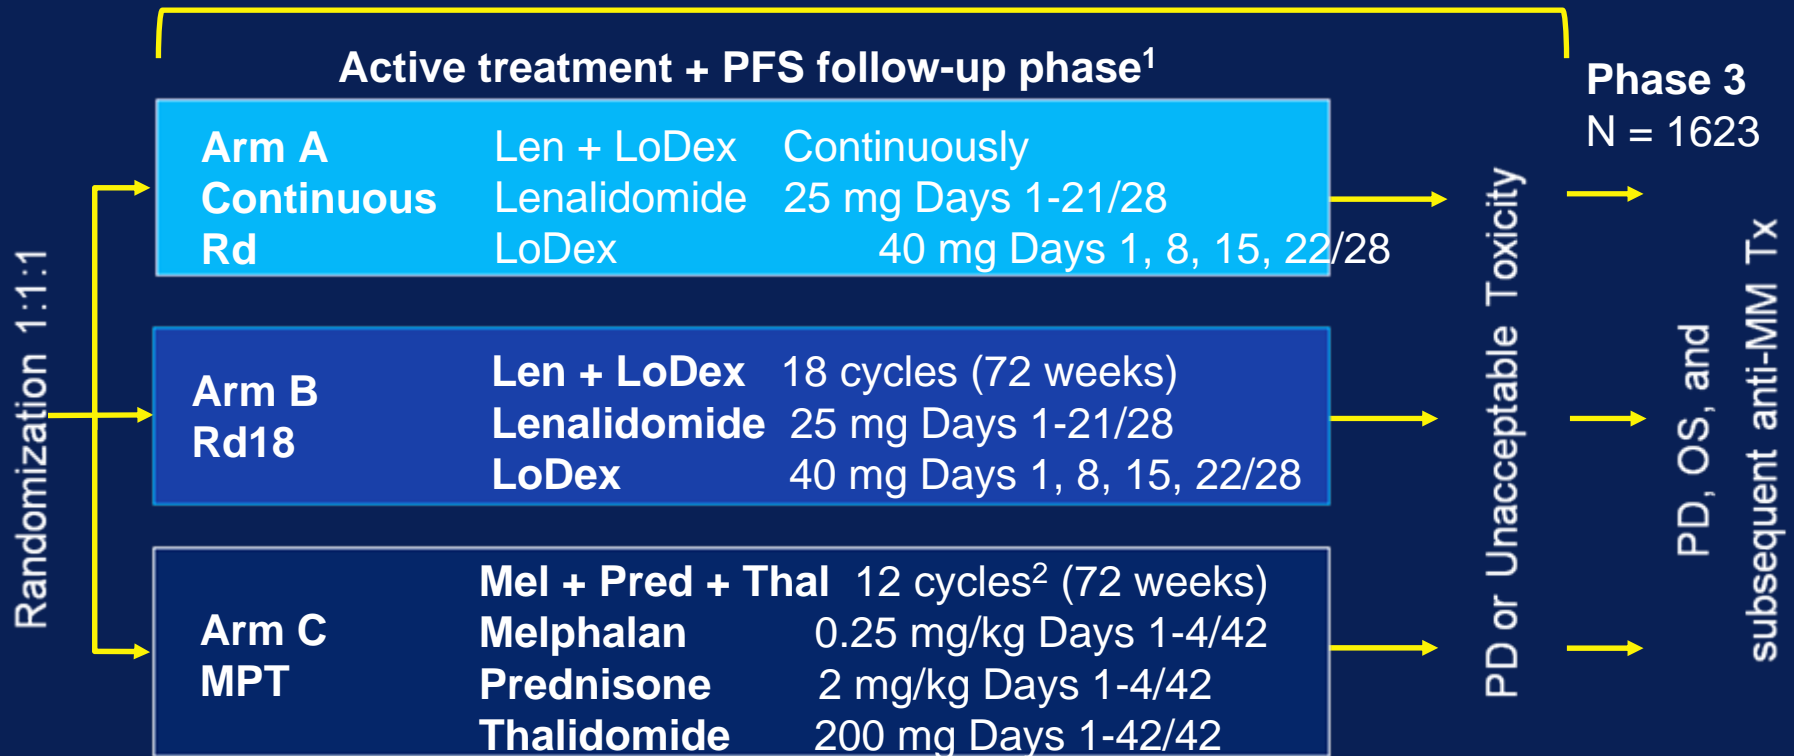 Active treatment + PFS follow-up phase1
Phase 3
N = 1623
Randomization 1:1:1
Arm A
Continuous
Rd
Len + LoDex Continuously
Lenalidomide 25 mg Days 1-21/28
LoDex 40 mg Days 1, 8, 15, 22/28
Arm B
Rd18
Len + LoDex 18 cycles (72 weeks)
Lenalidomide 25 mg Days 1-21/28
LoDex 40 mg Days 1, 8, 15, 22/28
Arm C
MPT
Mel + Pred + Thal 12 cycles2 (72 weeks)
Melphalan 0.25 mg/kg Days 1-4/42
Prednisone 2 mg/kg Days 1-4/42
Thalidomide 200 mg Days 1-42/42
PD or Unacceptable Toxicity
PD, OS, and
subsequent anti-MM Tx